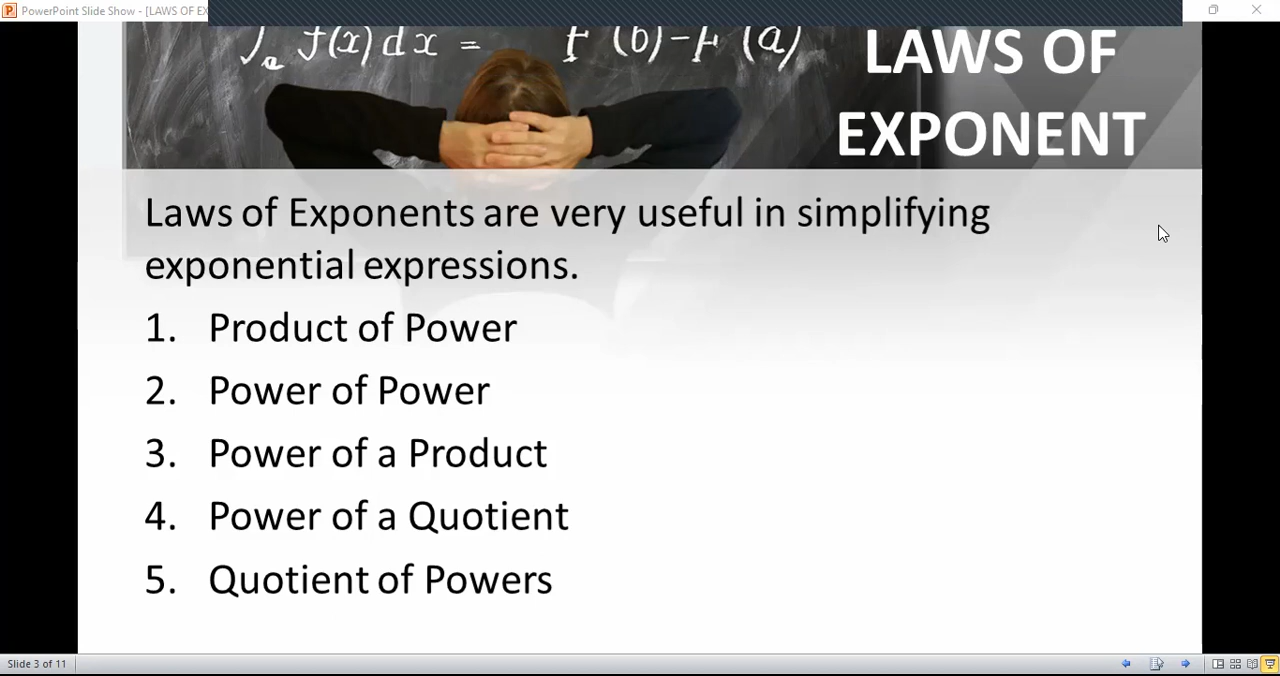 PowerPoint Slide Show - [LAWS OF EX
∫a f(x) dx = F (b) - F (a)
LAWS OF
EXPONENT
Laws of Exponents are very useful in simplifying
exponential expressions.
1. Product of Power
2. Power of Power
3. Power of a Product
4. Power of a Quotient
5. Quotient of Powers
Slide 3 of 11